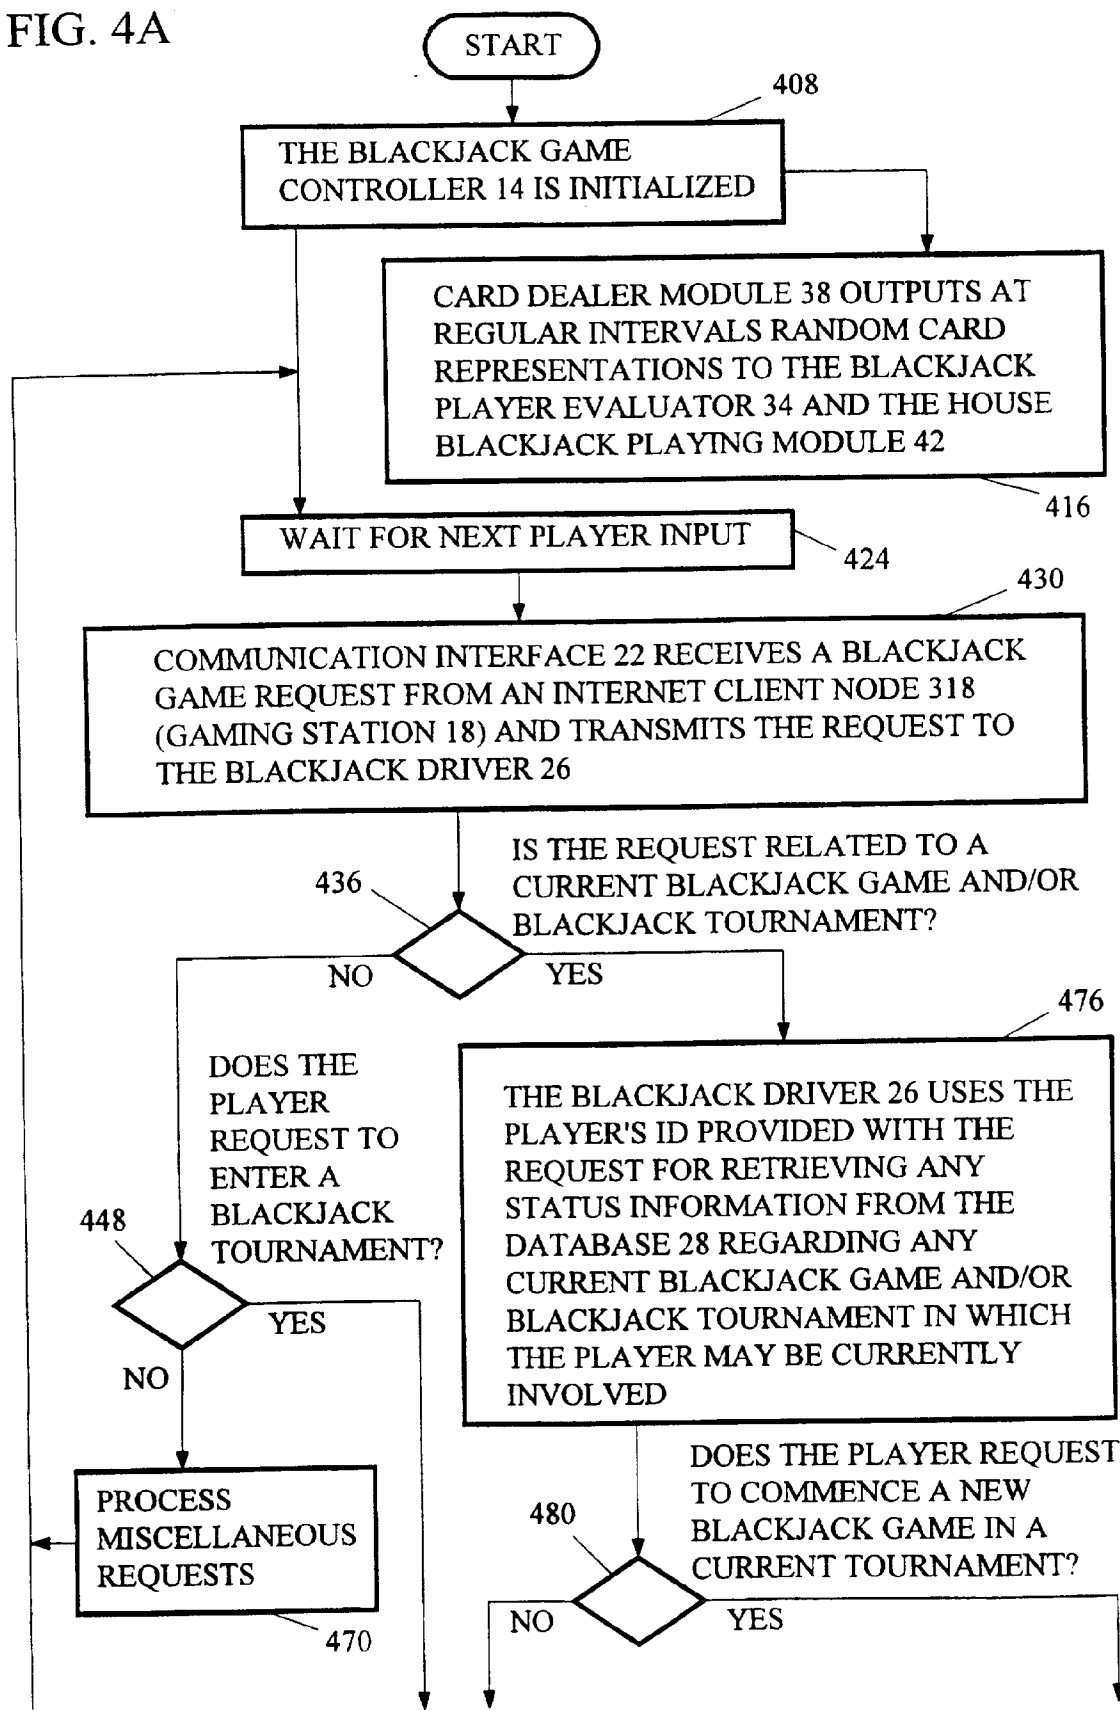 FIG. 4A
START
408
THE BLACKJACK GAME
CONTROLLER 14 IS INITIALIZED
CARD DEALER MODULE 38 OUTPUTS AT
REGULAR INTERVALS RANDOM CARD
REPRESENTATIONS TO THE BLACKJACK
PLAYER EVALUATOR 34 AND THE HOUSE
BLACKJACK PLAYING MODULE 42
416
WAIT FOR NEXT PLAYER INPUT
424
430
COMMUNICATION INTERFACE 22 RECEIVES A BLACKJACK
GAME REQUEST FROM AN INTERNET CLIENT NODE 318
(GAMING STATION 18) AND TRANSMITS THE REQUEST TO
THE BLACKJACK DRIVER 26
IS THE REQUEST RELATED TO A
CURRENT BLACKJACK GAME AND/OR
BLACKJACK TOURNAMENT?
436
NO
YES
476
DOES THE
PLAYER
REQUEST TO
ENTER A
BLACKJACK
TOURNAMENT?
448
YES
NO
THE BLACKJACK DRIVER 26 USES THE
PLAYER'S ID PROVIDED WITH THE
REQUEST FOR RETRIEVING ANY
STATUS INFORMATION FROM THE
DATABASE 28 REGARDING ANY
CURRENT BLACKJACK GAME AND/OR
BLACKJACK TOURNAMENT IN WHICH
THE PLAYER MAY BE CURRENTLY
INVOLVED
PROCESS
MISCELLANEOUS
REQUESTS
470
DOES THE PLAYER REQUEST
TO COMMENCE A NEW
BLACKJACK GAME IN A
CURRENT TOURNAMENT?
480
NO
YES